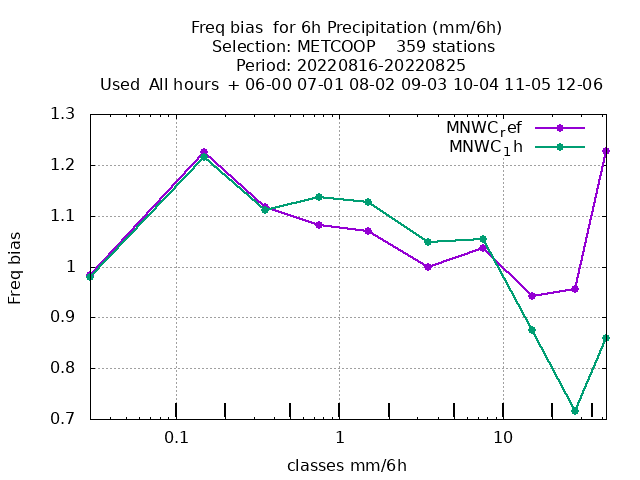 Freq bias  for 6h Precipitation (mm/6h)
Selection: METCOOP    359 stations
Period: 20220816-20220825
Used  All hours  + 06-00 07-01 08-02 09-03 10-04 11-05 12-06
1.3
MNWC_ref
MNWC_1h
1.2
1.1
1
0.9
0.8
0.7
Freq bias
0.1 1 10
classes mm/6h